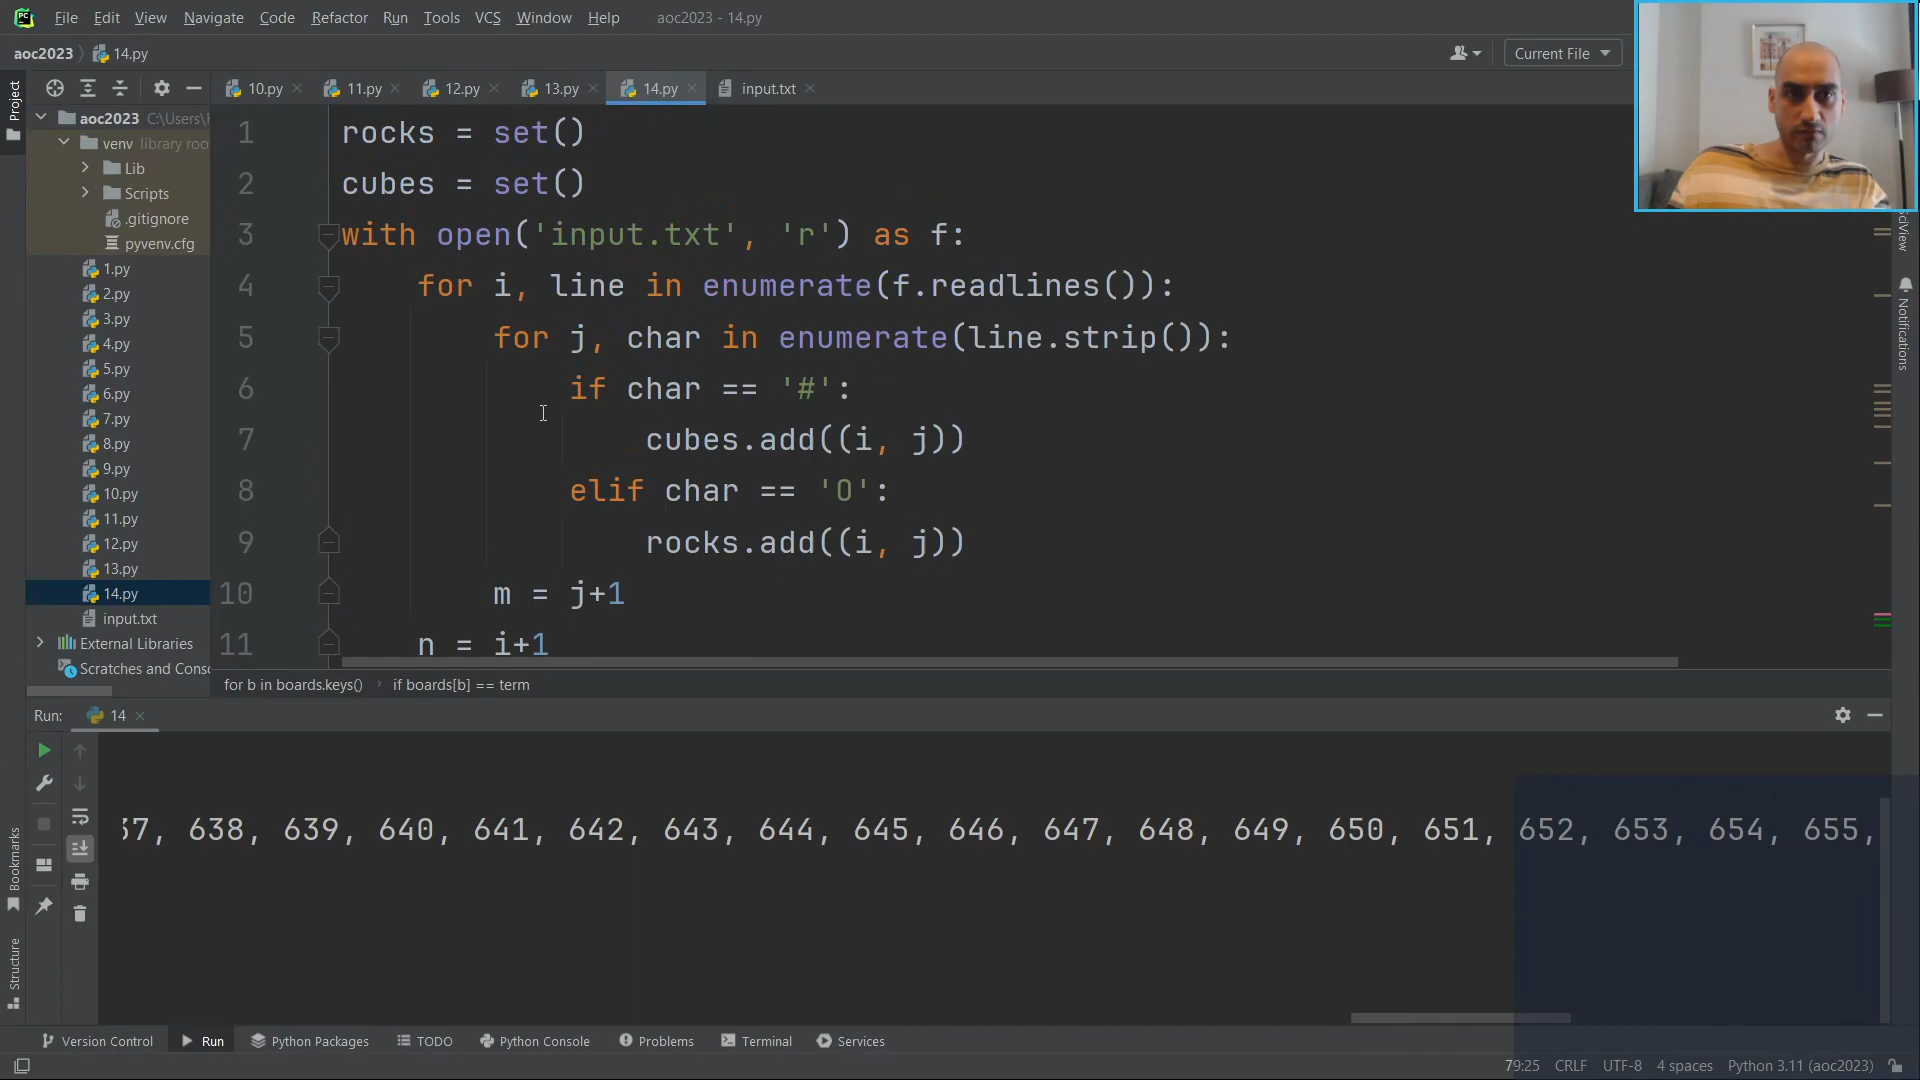 File Edit View Navigate Code Refactor Run Tools VCS Window Help aoc2023 - 14.py
aoc2023 14.py Current File
Project
10.py 11.py 12.py 13.py 14.py input.txt
aoc2023 C:\Users\
venv library roo
Lib
Scripts
.gitignore
pyvenv.cfg
1.py
2.py
3.py
4.py
5.py
6.py
7.py
8.py
9.py
10.py
11.py
12.py
13.py
14.py
input.txt
External Libraries
Scratches and Conso
1 rocks = set()
2 cubes = set()
3 with open('input.txt', 'r') as f:
4 for i, line in enumerate(f.readlines()):
5 for j, char in enumerate(line.strip()):
6 if char == '#':
7 cubes.add((i, j))
8 elif char == 'O':
9 rocks.add((i, j))
10 m = j+1
11 n = i+1
SciView
Notifications
for b in boards.keys() if boards[b] == term
Run: 14
37, 638, 639, 640, 641, 642, 643, 644, 645, 646, 647, 648, 649, 650, 651, 652, 653, 654, 655,
Bookmarks
Structure
Version Control Run Python Packages TODO Python Console Problems Terminal Services
79:25 CRLF UTF-8 4 spaces Python 3.11 (aoc2023)